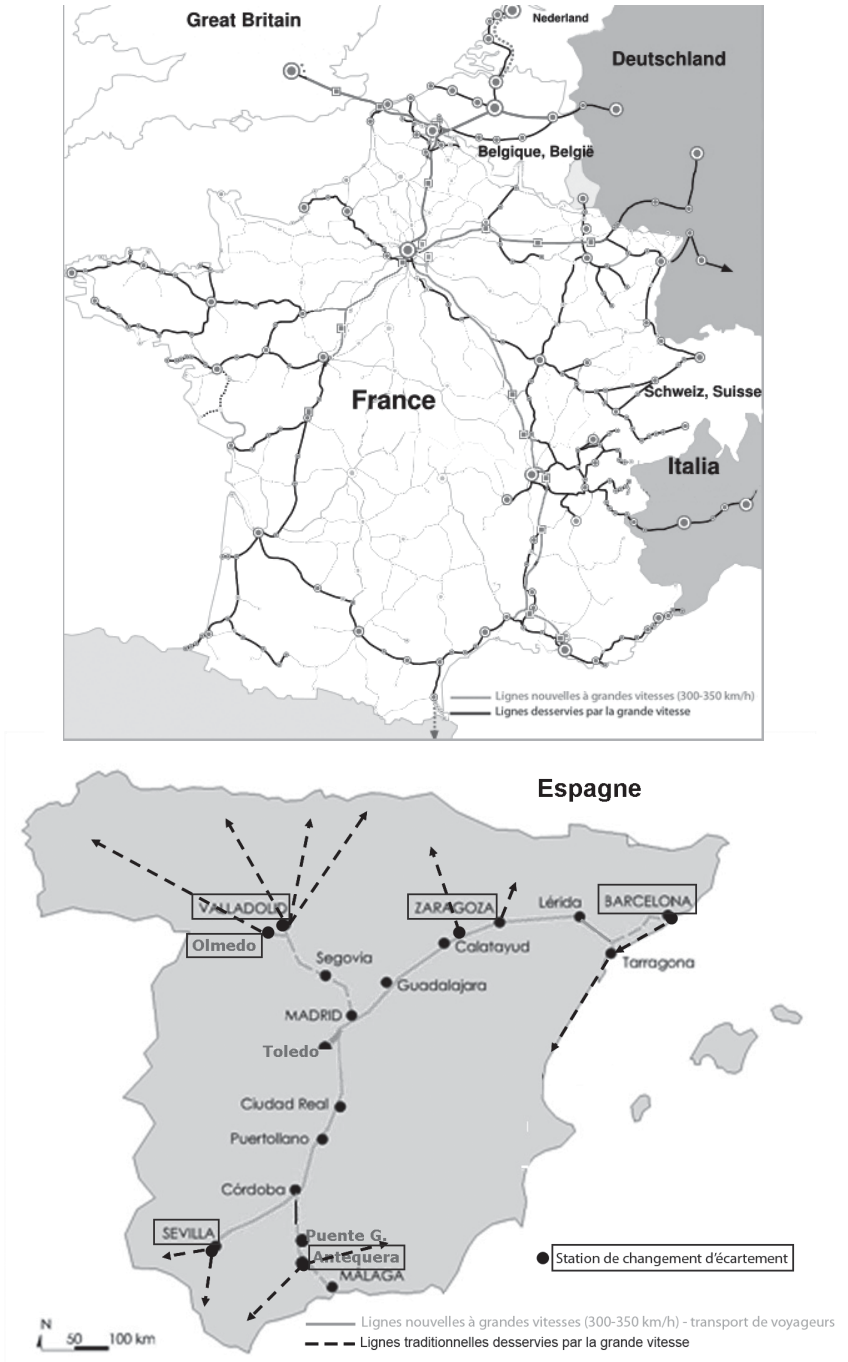 Great Britain
Nederland
Deutschland
Belgique, België
France
Schweiz, Suisse
Italia
Lignes nouvelles à grandes vitesses (300-350 km/h)
Lignes desservies par la grande vitesse
Espagne
VALLADOLID
ZARAGOZA
Lérida
BARCELONA
Olmedo
Calatayud
Segovia
Tarragona
Guadalajara
MADRID
Toledo
Ciudad Real
Puertollano
Córdoba
SEVILLA
Puente G.
Antequera
MÁLAGA
Station de changement d'écartement
N
50 100 km
Lignes nouvelles à grandes vitesses (300-350 km/h) - transport de voyageurs
Lignes traditionnelles desservies par la grande vitesse